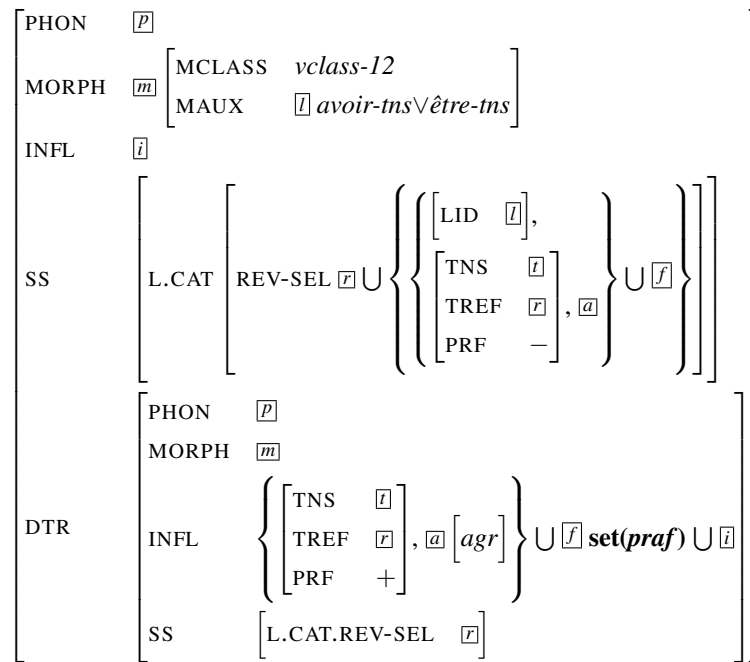 PHON p
MORPH m [MCLASS vclass-12
MAUX l avoir-tns∨être-tns]
INFL i
SS [L.CAT [REV-SEL r ∪ { { [LID l],
[TNS t
TREF r
PRF −], a } ∪ f } ] ]
DTR [PHON p
MORPH m
INFL { [TNS t
TREF r
PRF +], a [agr] } ∪ f set(praf) ∪ i
SS [L.CAT.REV-SEL r] ]